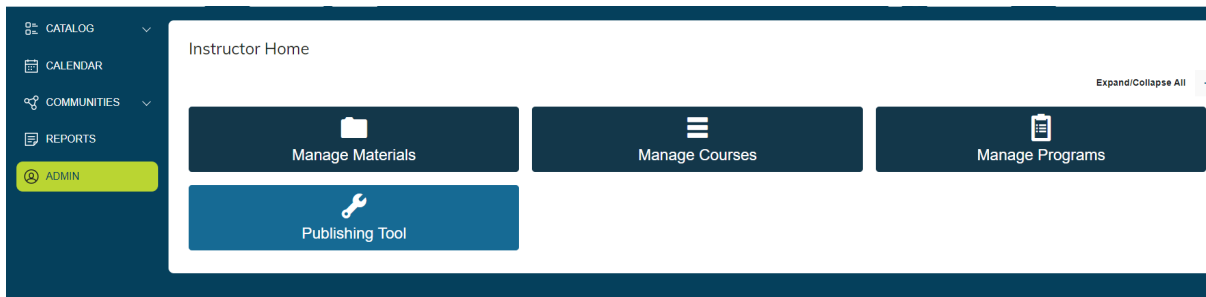 CATALOG
CALENDAR
COMMUNITIES
REPORTS
ADMIN
Instructor Home
Expand/Collapse All
Manage Materials
Manage Courses
Manage Programs
Publishing Tool